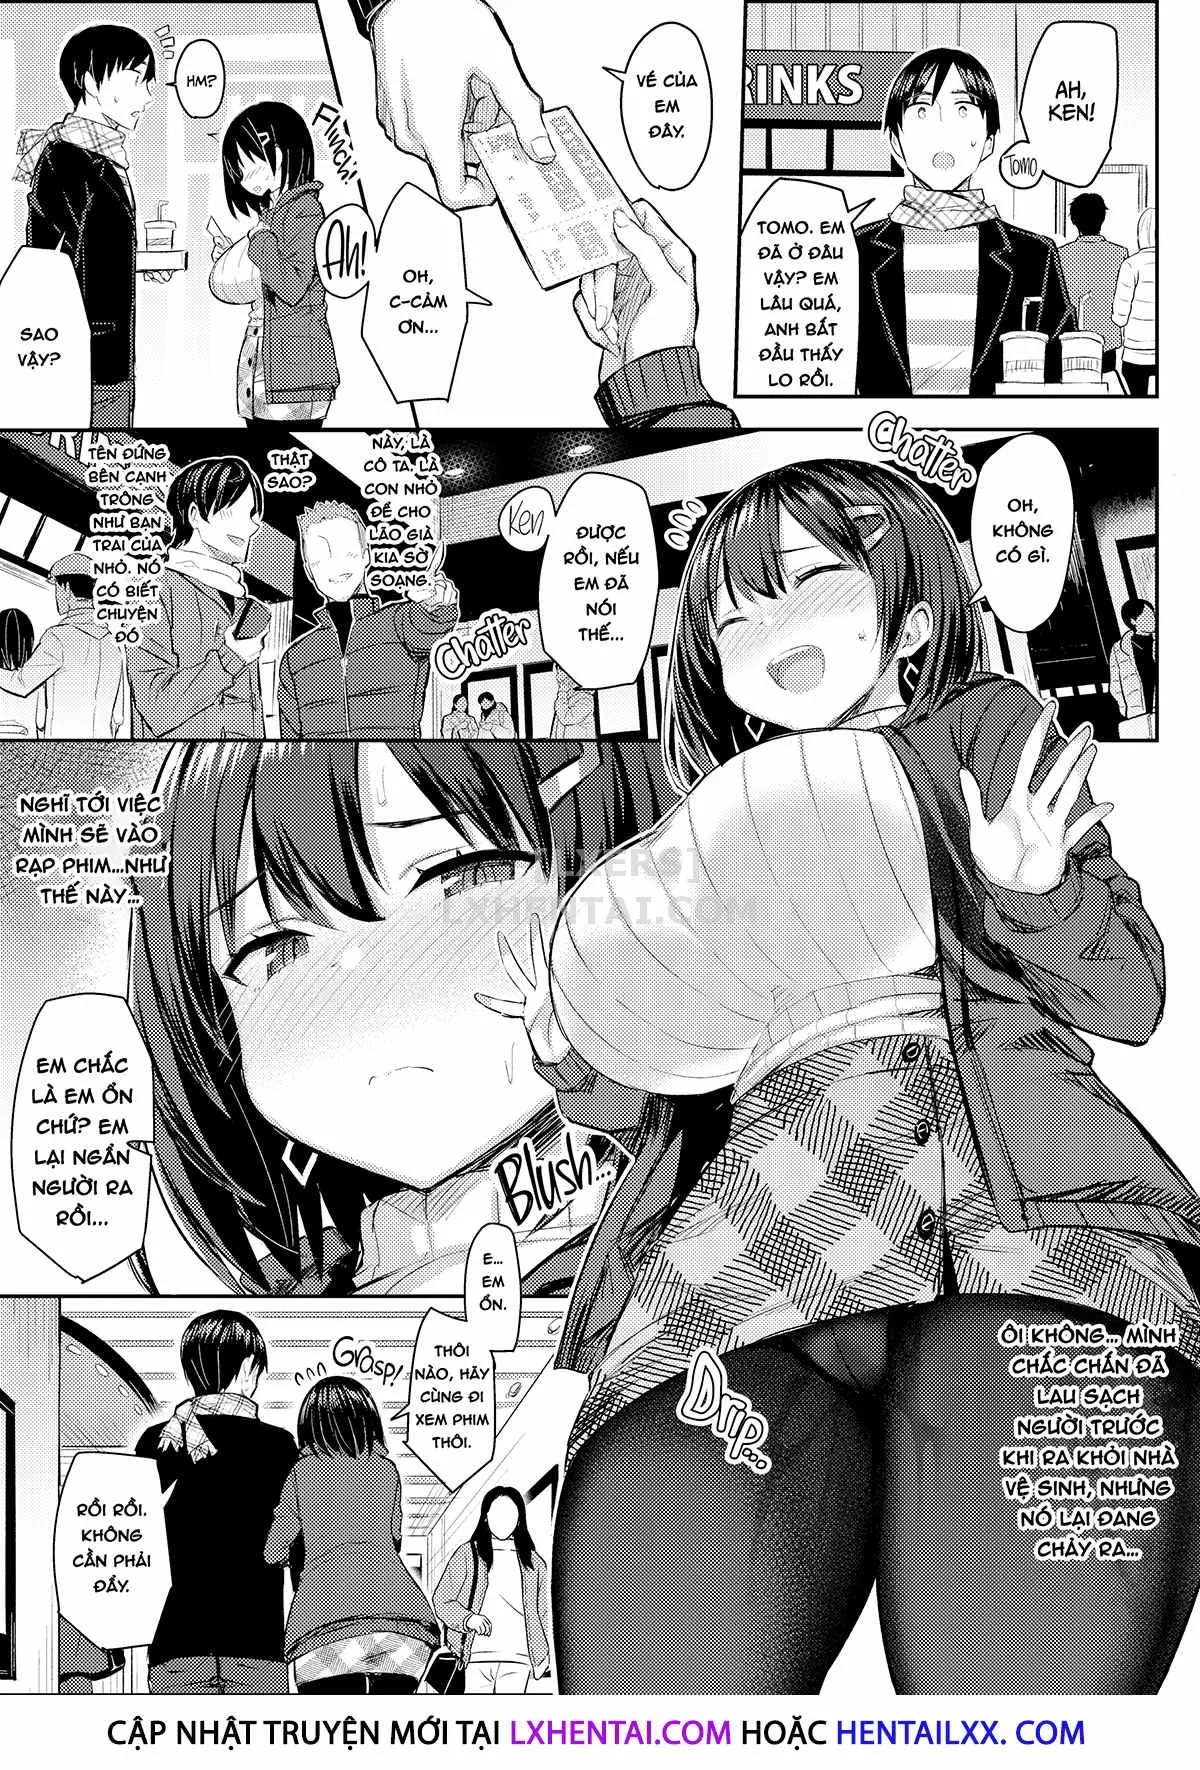 AH,
KEN!
TOMO
RINKS
TOMO. EM
ĐÃ Ở ĐÂU
VẬY? EM
LÂU QUÁ,
ANH BẮT
ĐẦU THẤY
LO RỒI.
VÉ CỦA
EM
ĐÂY.
OH,
C-CẢM
ƠN...
HM?
Flinch!
Ah!
SAO
VẬY?
Chatter
OH,
KHÔNG
CÓ GÌ.
ĐƯỢC
RỒI, NẾU
EM ĐÃ
NÓI
THẾ...
Ken
NÀY, LÀ
CÔ TA. LÀ
CON NHỎ
ĐỂ CHO
LÃO GIÀ
KIA SỜ
SOẠNG.
THẬT
SAO?
TÊN ĐỨNG
BÊN CẠNH
TRÔNG
NHƯ BẠN
TRAI CỦA
NHỎ. NÓ
CÓ BIẾT
CHUYỆN
ĐÓ
Chatter
NGHĨ TỚI VIỆC
MÌNH SẼ VÀO
RẠP PHIM...NHƯ
THẾ NÀY...
[LXERS]
LXHENTAI.COM
EM CHẮC
LÀ EM ỔN
CHỨ? EM
LẠI NGẨN
NGƯỜI RA
RỒI...
Blush...
E...
EM
ỔN.
THÔI
NÀO, HÃY
CÙNG ĐI
XEM PHIM
THÔI.
Grasp!
RỒI RỒI.
KHÔNG
CẦN PHẢI
ĐẨY.
Drip...
ÔI KHÔNG... MÌNH
CHẮC CHẮN ĐÃ
LAU SẠCH
NGƯỜI TRƯỚC
KHI RA KHỎI NHÀ
VỆ SINH, NHƯNG
NÓ LẠI ĐANG
CHẢY RA...
CẬP NHẬT TRUYỆN MỚI TẠI LXHENTAI.COM HOẶC HENTAILXX. COM